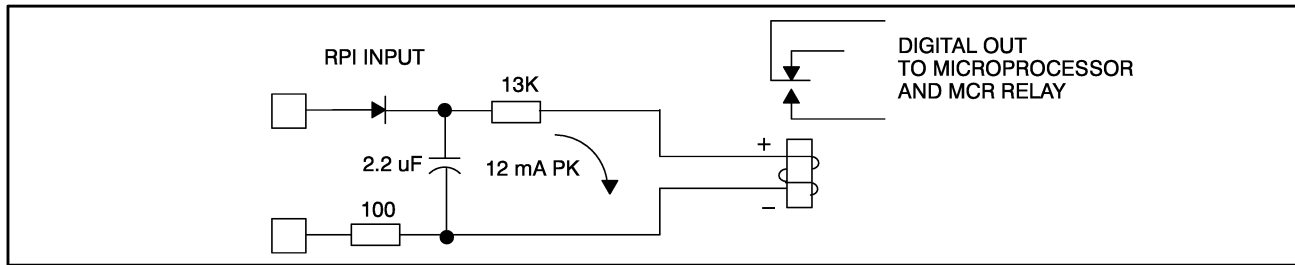 RPI INPUT
DIGITAL OUT
TO MICROPROCESSOR
AND MCR RELAY
13K
2.2 uF
12 mA PK
+
–
100